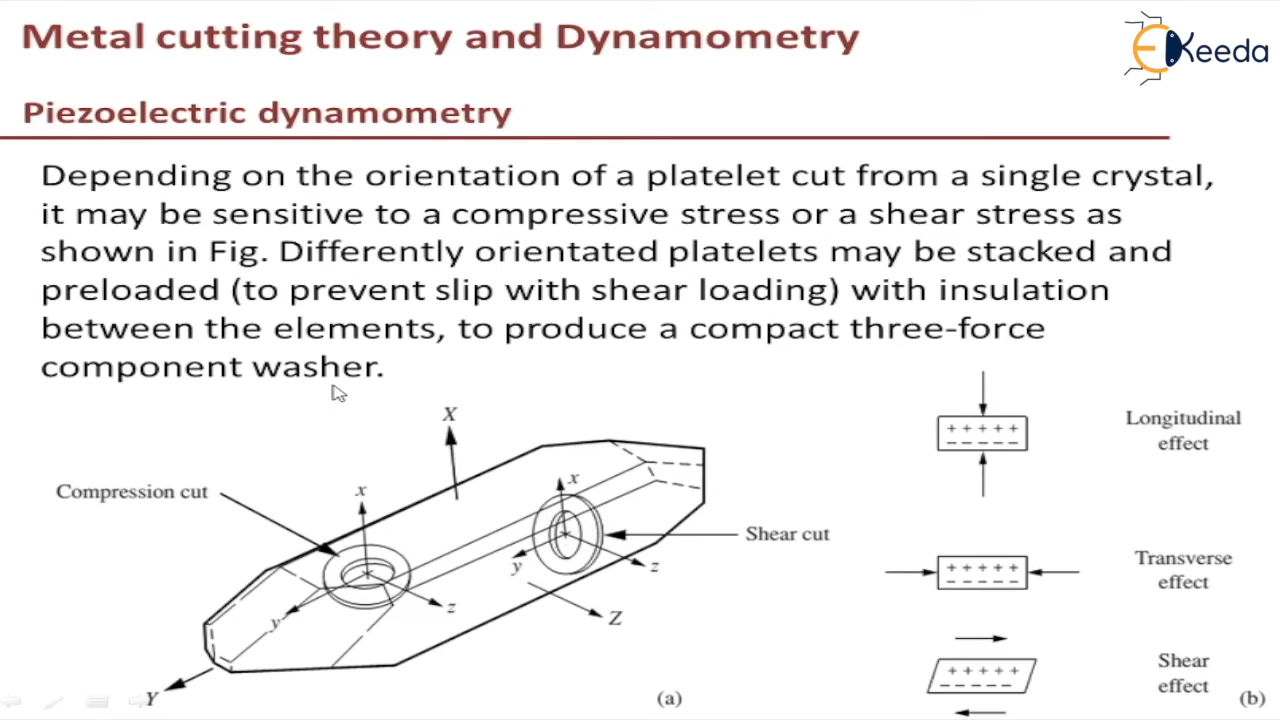 Metal cutting theory and Dynamometry
EKeeda
Piezoelectric dynamometry
Depending on the orientation of a platelet cut from a single crystal,
it may be sensitive to a compressive stress or a shear stress as
shown in Fig. Differently orientated platelets may be stacked and
preloaded (to prevent slip with shear loading) with insulation
between the elements, to produce a compact three-force
component washer.
X
Compression cut
x
x
Shear cut
y
z
y
z
Z
Y
(a)
Longitudinal
effect
+ + + + +
– – – – –
Transverse
effect
+ + + + +
– – – – –
Shear
effect
+ + + + +
– – – – –
(b)